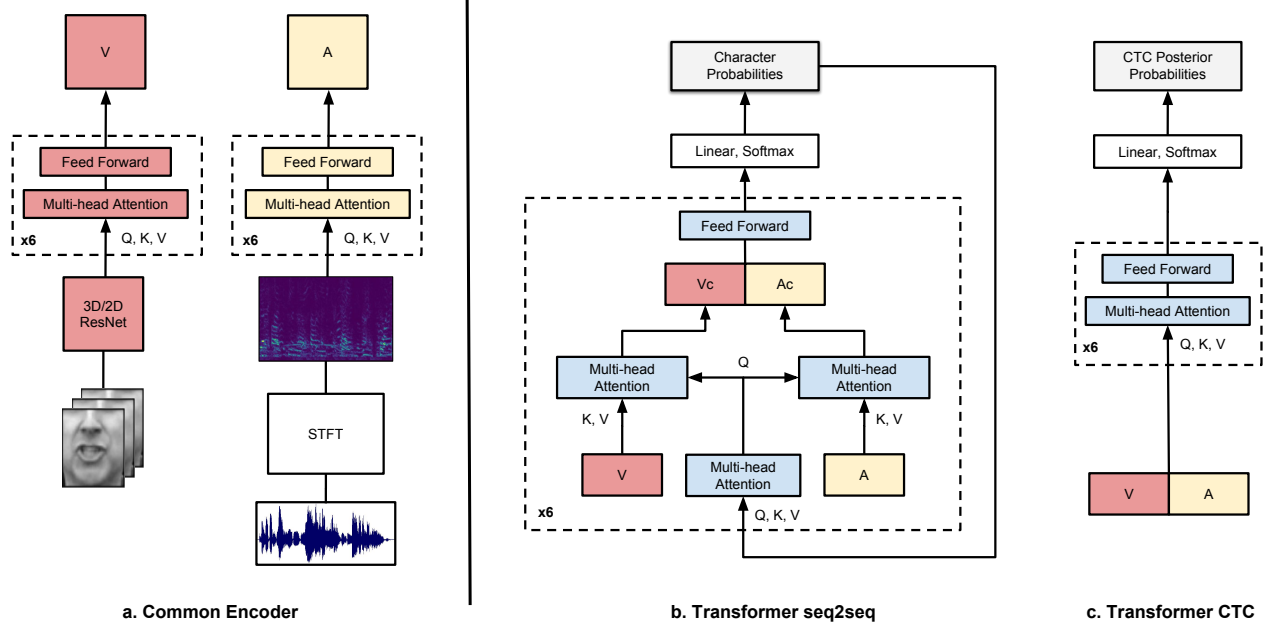 V
Feed Forward
Multi-head Attention
x6
Q, K, V
3D/2D
ResNet
A
Feed Forward
Multi-head Attention
x6
Q, K, V
STFT
a. Common Encoder
Character
Probabilities
Linear, Softmax
Feed Forward
Vc
Ac
Multi-head
Attention
Q
Multi-head
Attention
K, V
K, V
V
Multi-head
Attention
A
x6
Q, K, V
b. Transformer seq2seq
CTC Posterior
Probabilities
Linear, Softmax
Feed Forward
Multi-head Attention
x6
Q, K, V
V
A
c. Transformer CTC